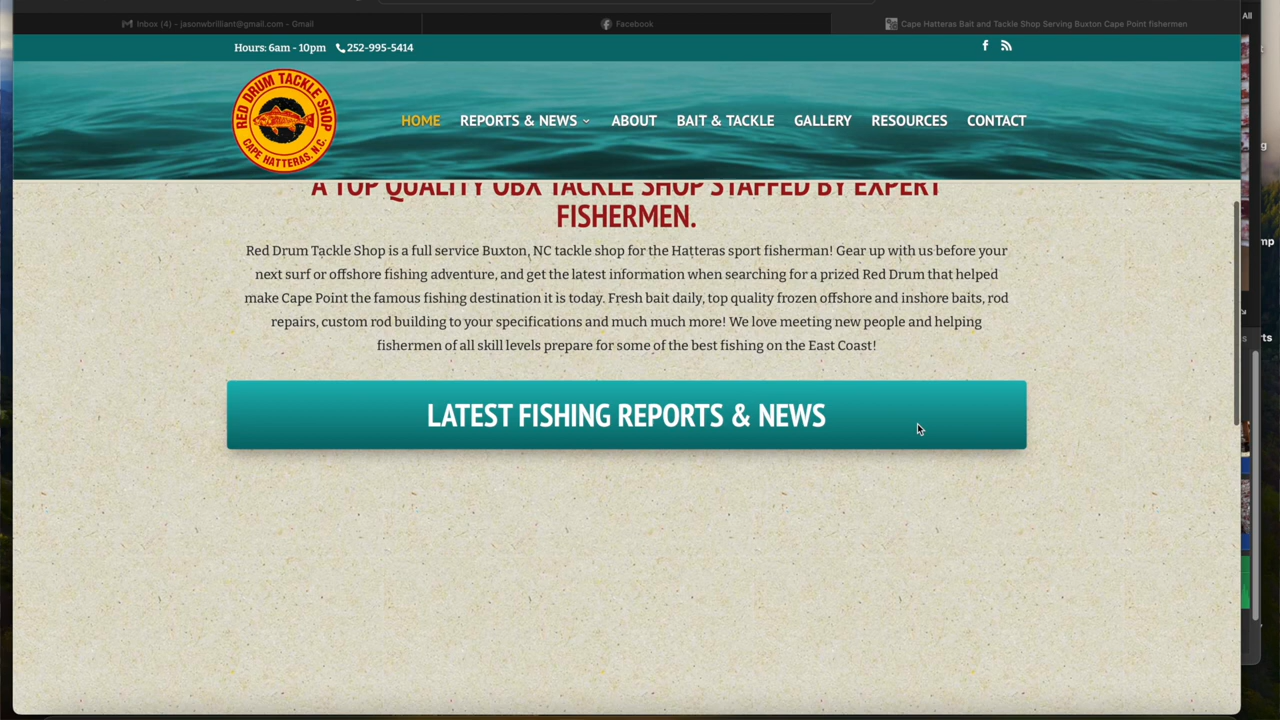 Inbox (4) - jasonwbrilliant@gmail.com - Gmail
Facebook
Cape Hatteras Bait and Tackle Shop Serving Buxton Cape Point fishermen
All
Hours: 6am - 10pm 252-995-5414
RED DRUM TACKLE SHOP
CAPE HATTERAS, N.C.
HOME REPORTS & NEWS ABOUT BAIT & TACKLE GALLERY RESOURCES CONTACT
A TOP QUALITY OBX TACKLE SHOP STAFFED BY EXPERT
FISHERMEN.
Red Drum Tackle Shop is a full service Buxton, NC tackle shop for the Hatteras sport fisherman! Gear up with us before your
next surf or offshore fishing adventure, and get the latest information when searching for a prized Red Drum that helped
make Cape Point the famous fishing destination it is today. Fresh bait daily, top quality frozen offshore and inshore baits, rod
repairs, custom rod building to your specifications and much much more! We love meeting new people and helping
fishermen of all skill levels prepare for some of the best fishing on the East Coast!
LATEST FISHING REPORTS & NEWS